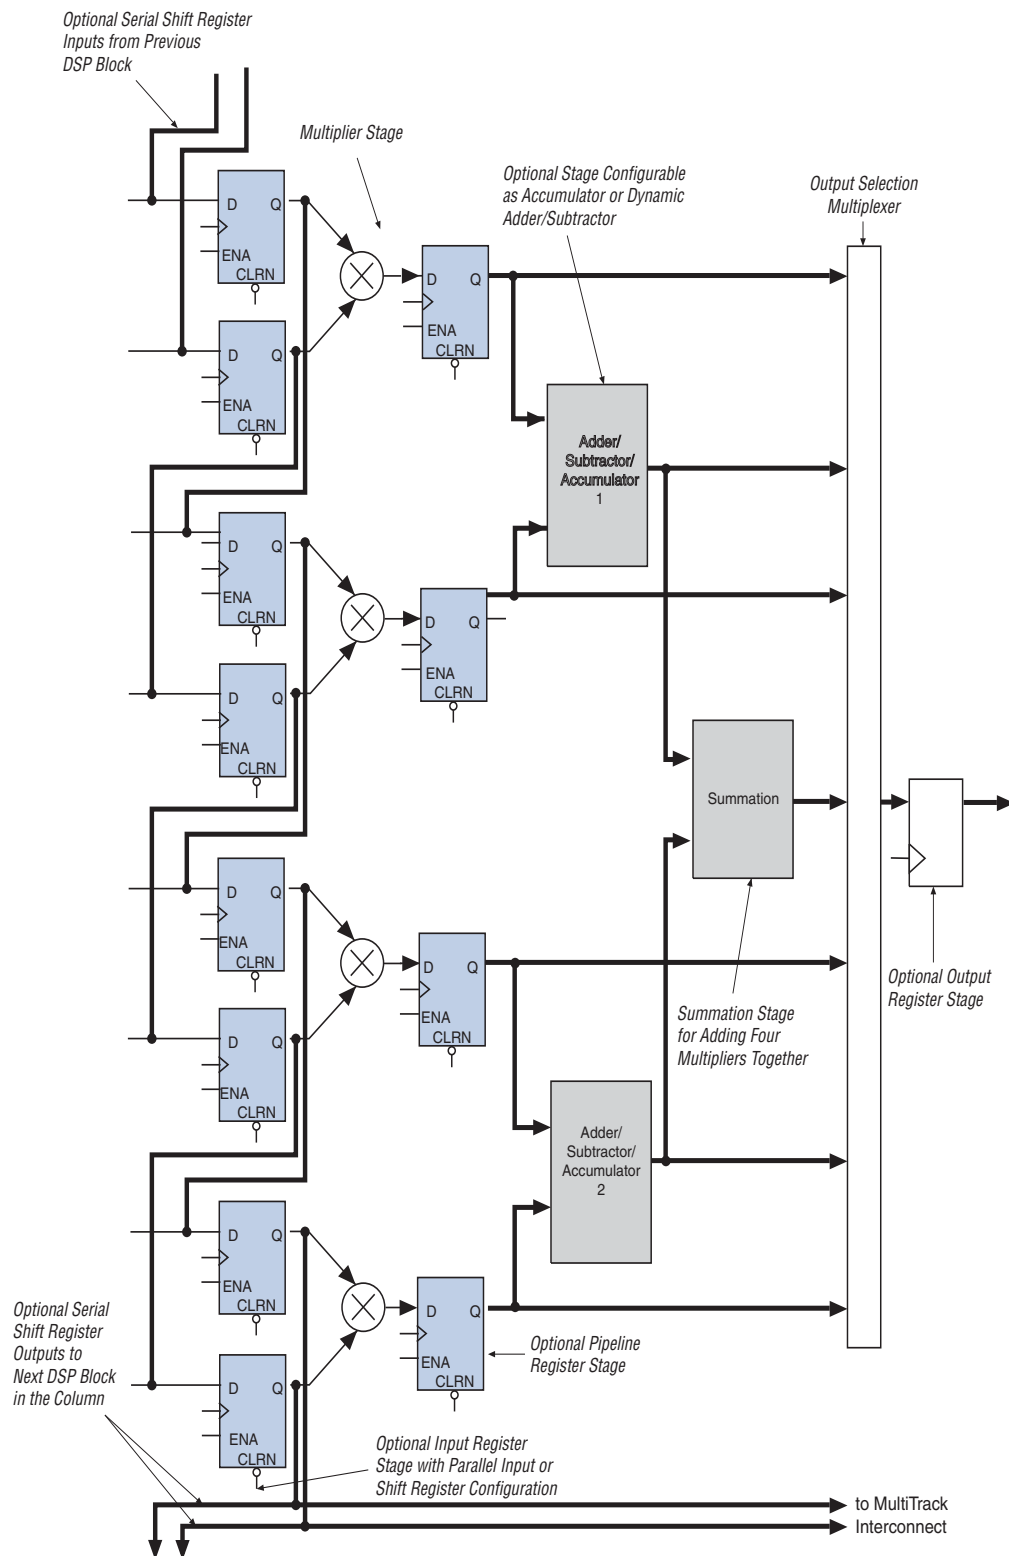 Optional Serial Shift Register
Inputs from Previous
DSP Block
Multiplier Stage
Optional Stage Configurable
as Accumulator or Dynamic
Adder/Subtractor
Output Selection
Multiplexer
D Q
ENA
CLRN
D Q
ENA
CLRN
D Q
ENA
CLRN
Adder/
Subtractor/
Accumulator
1
D Q
ENA
CLRN
D Q
ENA
CLRN
D Q
ENA
CLRN
Summation
D Q
ENA
CLRN
D Q
ENA
CLRN
D Q
ENA
CLRN
Summation Stage
for Adding Four
Multipliers Together
Optional Output
Register Stage
Adder/
Subtractor/
Accumulator
2
D Q
ENA
CLRN
D Q
ENA
CLRN
D Q
ENA
CLRN
Optional Pipeline
Register Stage
Optional Serial
Shift Register
Outputs to
Next DSP Block
in the Column
Optional Input Register
Stage with Parallel Input or
Shift Register Configuration
to MultiTrack
Interconnect